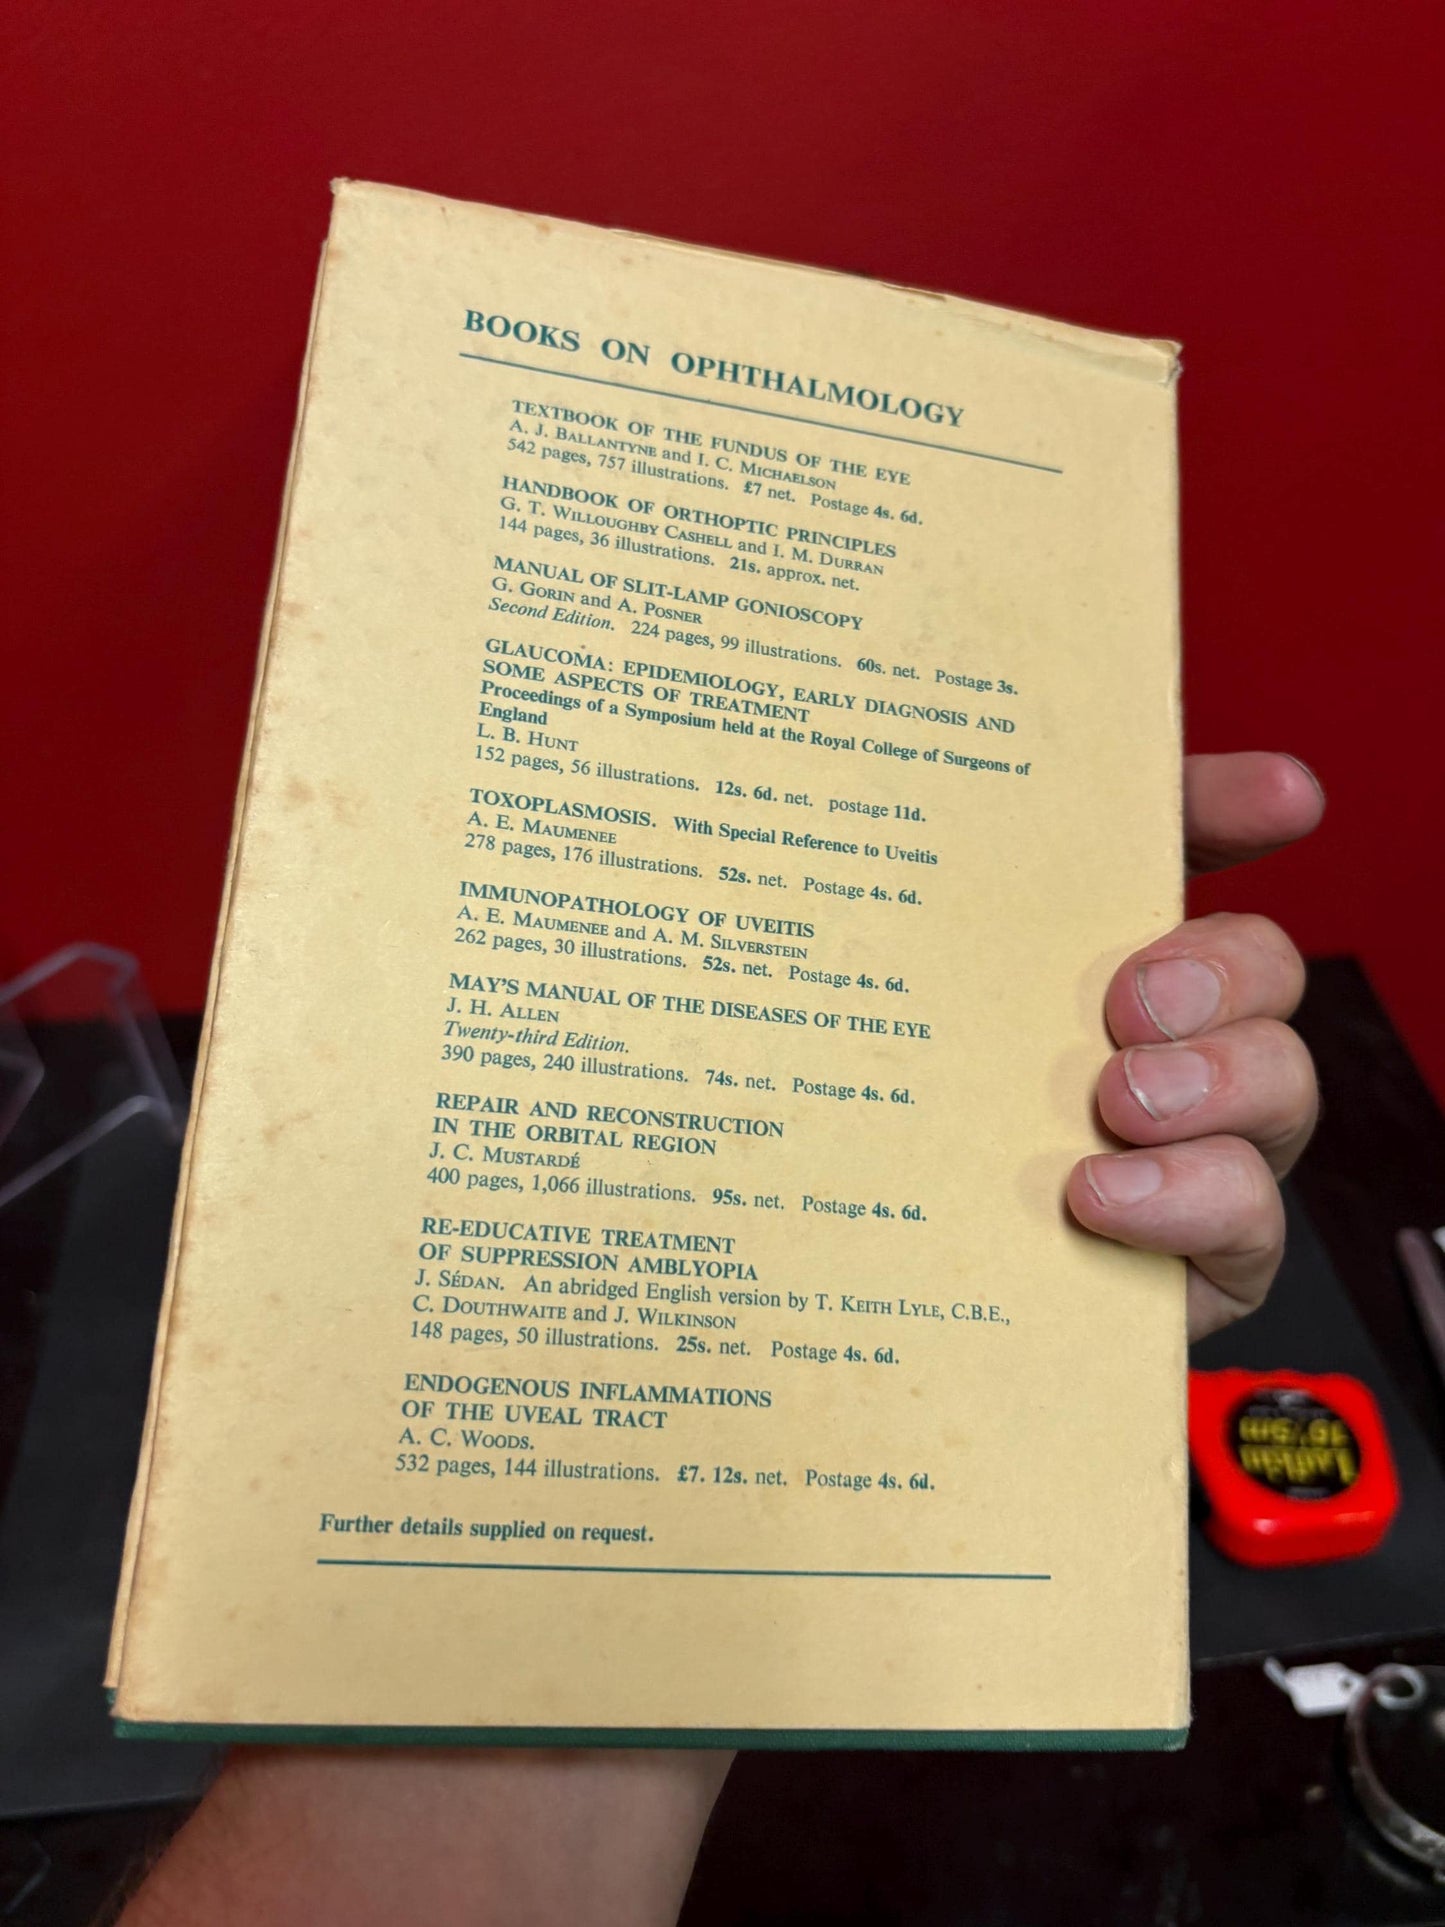 BOOKS ON OPHTHALMOLOGY
TEXTBOOK OF THE FUNDUS OF THE EYE
A. J. BALLANTYNE and I. C. MICHAELSON
542 pages, 757 illustrations. £7 net. Postage 4s. 6d.
HANDBOOK OF ORTHOPTIC PRINCIPLES
G. T. WILLOUGHBY CASHELL and I. M. DURRAN
144 pages, 36 illustrations. 21s. approx. net.
MANUAL OF SLIT-LAMP GONIOSCOPY
G. GORIN and A. POSNER
Second Edition. 224 pages, 99 illustrations. 60s. net. Postage 3s.
GLAUCOMA: EPIDEMIOLOGY, EARLY DIAGNOSIS AND
SOME ASPECTS OF TREATMENT
Proceedings of a Symposium held at the Royal College of Surgeons of
England
L. B. HUNT
152 pages, 56 illustrations. 12s. 6d. net. postage 11d.
TOXOPLASMOSIS. With Special Reference to Uveitis
A. E. MAUMENEE
278 pages, 176 illustrations. 52s. net. Postage 4s. 6d.
IMMUNOPATHOLOGY OF UVEITIS
A. E. MAUMENEE and A. M. SILVERSTEIN
262 pages, 30 illustrations. 52s. net. Postage 4s. 6d.
MAY'S MANUAL OF THE DISEASES OF THE EYE
J. H. ALLEN
Twenty-third Edition.
390 pages, 240 illustrations. 74s. net. Postage 4s. 6d.
REPAIR AND RECONSTRUCTION
IN THE ORBITAL REGION
J. C. MUSTARDÉ
400 pages, 1,066 illustrations. 95s. net. Postage 4s. 6d.
RE-EDUCATIVE TREATMENT
OF SUPPRESSION AMBLYOPIA
J. SÉDAN. An abridged English version by T. KEITH LYLE, C.B.E.,
C. DOUTHWAITE and J. WILKINSON
148 pages, 50 illustrations. 25s. net. Postage 4s. 6d.
ENDOGENOUS INFLAMMATIONS
OF THE UVEAL TRACT
A. C. WOODS.
532 pages, 144 illustrations. £7. 12s. net. Postage 4s. 6d.
Further details supplied on request.
Lufkin
16'/5m